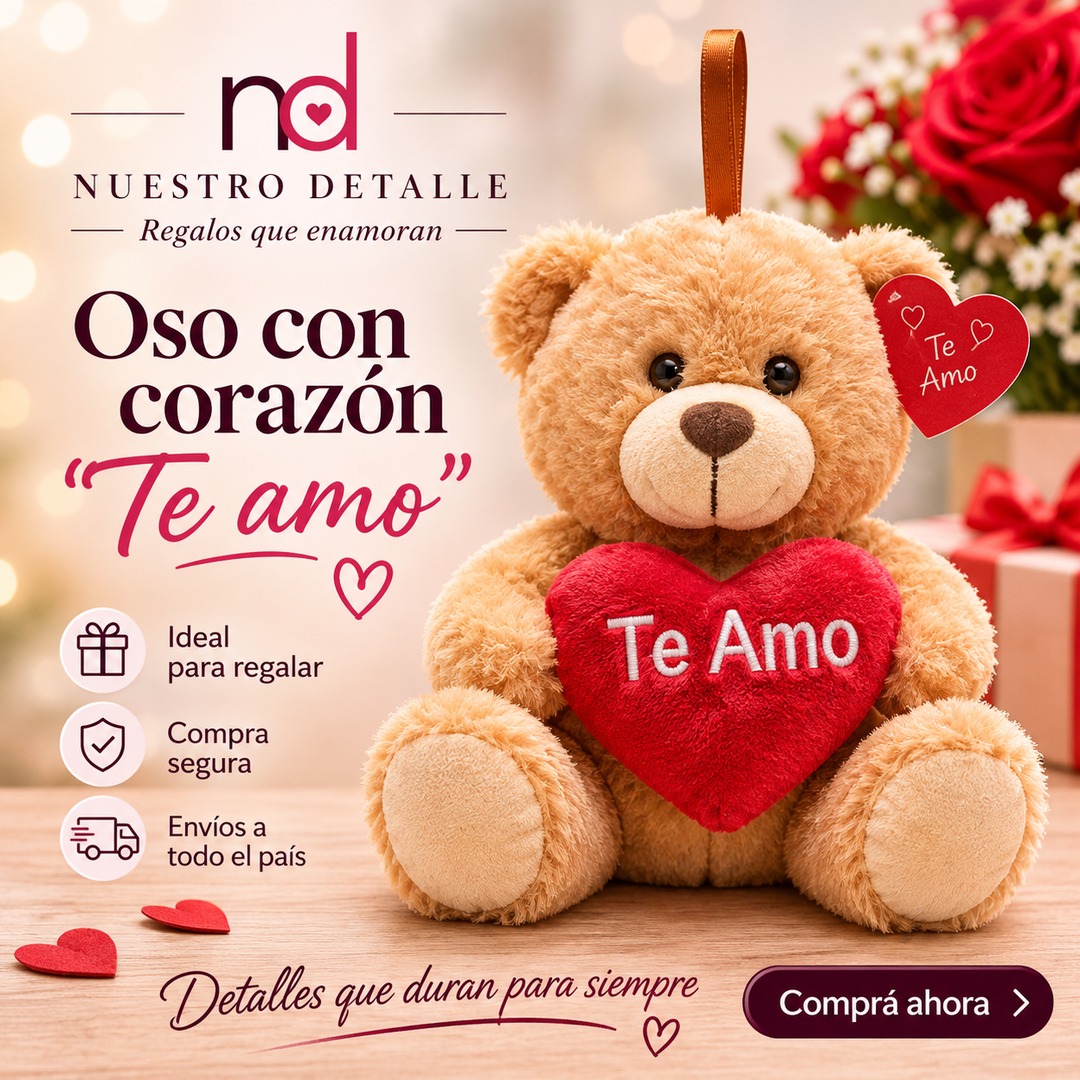 nd
NUESTRO DETALLE
Regalos que enamoran
Oso con
corazón
“Te amo”
Ideal
para regalar
Compra
segura
Envíos a
todo el país
Te
Amo
Te Amo
Detalles que duran para siempre
Comprá ahora